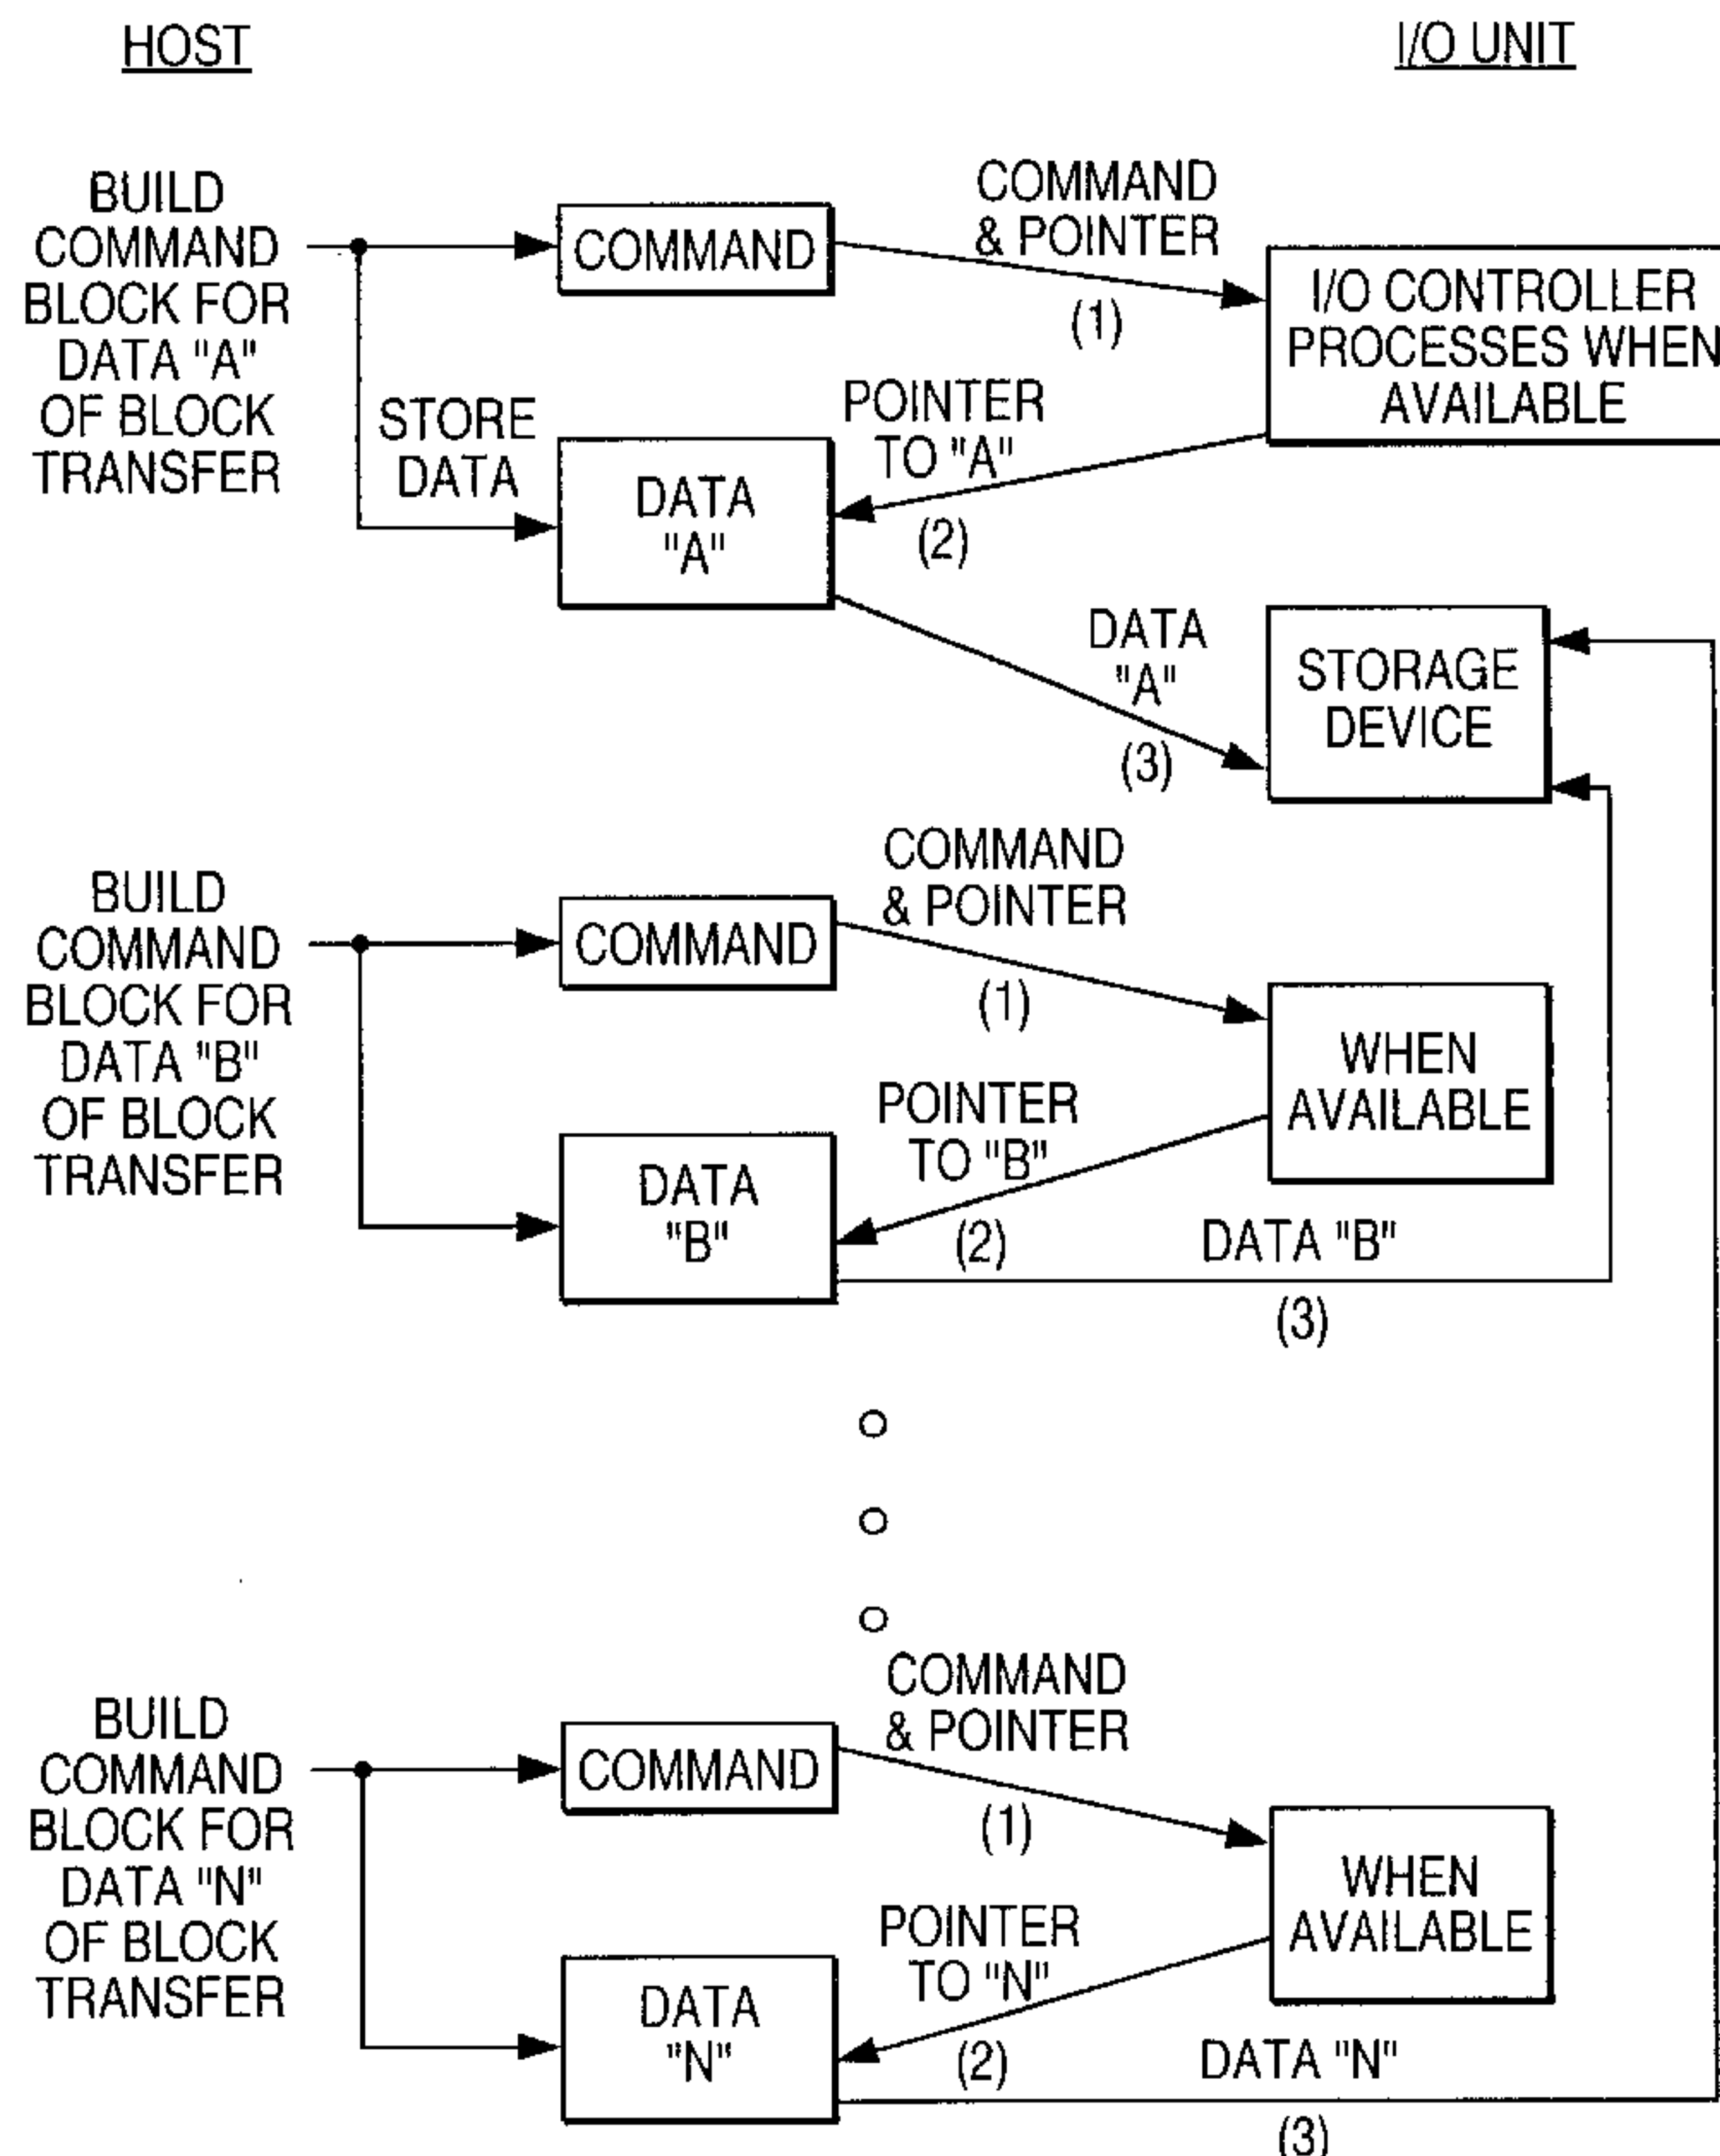 HOST
I/O UNIT
BUILD
COMMAND
BLOCK FOR
DATA "A"
OF BLOCK
TRANSFER
STORE
DATA
COMMAND
COMMAND
& POINTER
(1)
I/O CONTROLLER
PROCESSES WHEN
AVAILABLE
POINTER
TO "A"
(2)
DATA
"A"
DATA
"A"
(3)
STORAGE
DEVICE
BUILD
COMMAND
BLOCK FOR
DATA "B"
OF BLOCK
TRANSFER
COMMAND
COMMAND
& POINTER
(1)
WHEN
AVAILABLE
POINTER
TO "B"
(2)
DATA
"B"
DATA "B"
(3)
BUILD
COMMAND
BLOCK FOR
DATA "N"
OF BLOCK
TRANSFER
COMMAND
COMMAND
& POINTER
(1)
WHEN
AVAILABLE
POINTER
TO "N"
(2)
DATA
"N"
DATA "N"
(3)